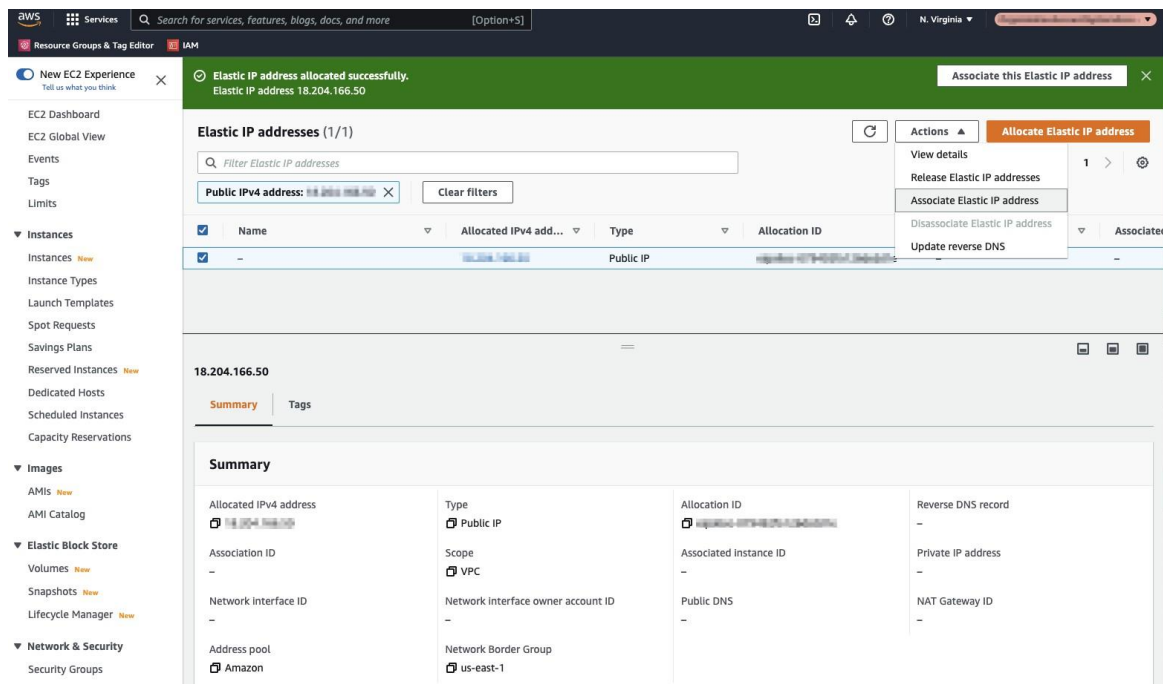 aws Services Search for services, features, blogs, docs, and more [Option+S] N. Virginia
Resource Groups & Tag Editor IAM
New EC2 Experience
Tell us what you think
EC2 Dashboard
EC2 Global View
Events
Tags
Limits
Instances
Instances New
Instance Types
Launch Templates
Spot Requests
Savings Plans
Reserved Instances New
Dedicated Hosts
Scheduled Instances
Capacity Reservations
Images
AMIs New
AMI Catalog
Elastic Block Store
Volumes New
Snapshots New
Lifecycle Manager New
Network & Security
Security Groups
Elastic IP address allocated successfully.
Elastic IP address 18.204.166.50
Associate this Elastic IP address
Elastic IP addresses (1/1)
Actions
Allocate Elastic IP address
Filter Elastic IP addresses
1
Public IPv4 address:
Clear filters
View details
Release Elastic IP addresses
Associate Elastic IP address
Disassociate Elastic IP address
Update reverse DNS
Name Allocated IPv4 add... Type Allocation ID Associated
– Public IP – –
18.204.166.50
Summary Tags
Summary
Allocated IPv4 address Type Allocation ID Reverse DNS record
Public IP –
Association ID Scope Associated instance ID Private IP address
– VPC – –
Network interface ID Network interface owner account ID Public DNS NAT Gateway ID
– – – –
Address pool Network Border Group
Amazon us-east-1